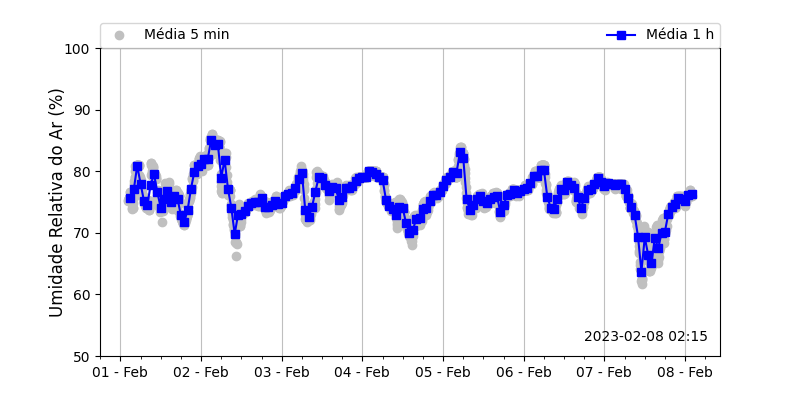 Média 5 min
Média 1 h
Umidade Relativa do Ar (%)
100
90
80
70
60
50
2023-02-08 02:15
01 - Feb
02 - Feb
03 - Feb
04 - Feb
05 - Feb
06 - Feb
07 - Feb
08 - Feb